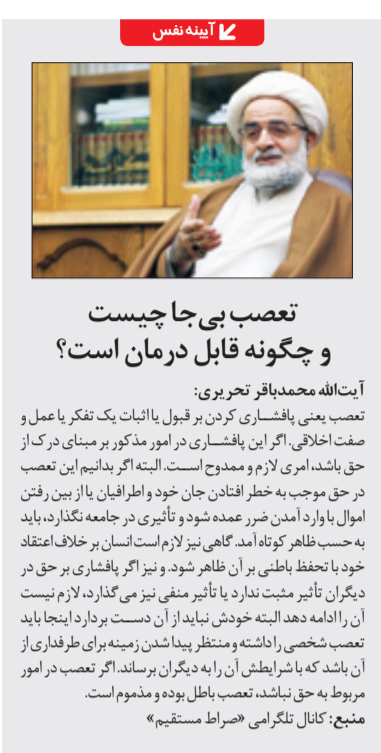 آیینه نفس
تعصب بی‌جا چیست
و چگونه قابل درمان است؟
آیت‌الله محمدباقر تحریری:
تعصب یعنی پافشاری کردن بر قبول یا اثبات یک تفکر یا عمل و
صفت اخلاقی. اگر این پافشاری در امور مذکور بر مبنای درک از
حق باشد، امری لازم و ممدوح است. البته اگر بدانیم این تعصب
در حق موجب به خطر افتادن جان خود و اطرافیان یا از بین رفتن
اموال با وارد آمدن ضرر عمده شود و تأثیری در جامعه نگذارد، باید
به حسب ظاهر کوتاه آمد. گاهی نیز لازم است انسان بر خلاف اعتقاد
خود با تحفظ باطنی بر آن ظاهر شود. و نیز اگر پافشاری بر حق در
دیگران تأثیر مثبت ندارد یا تأثیر منفی نیز می‌گذارد، لازم نیست
آن را ادامه دهد البته خودش نباید از آن دست بردارد اینجا باید
تعصب شخصی را داشته و منتظر پیدا شدن زمینه برای طرفداری از
آن باشد که با شرایطش آن را به دیگران برساند. اگر تعصب در امور
مربوط به حق نباشد، تعصب باطل بوده و مذموم است.
منبع: کانال تلگرامی «صراط مستقیم»